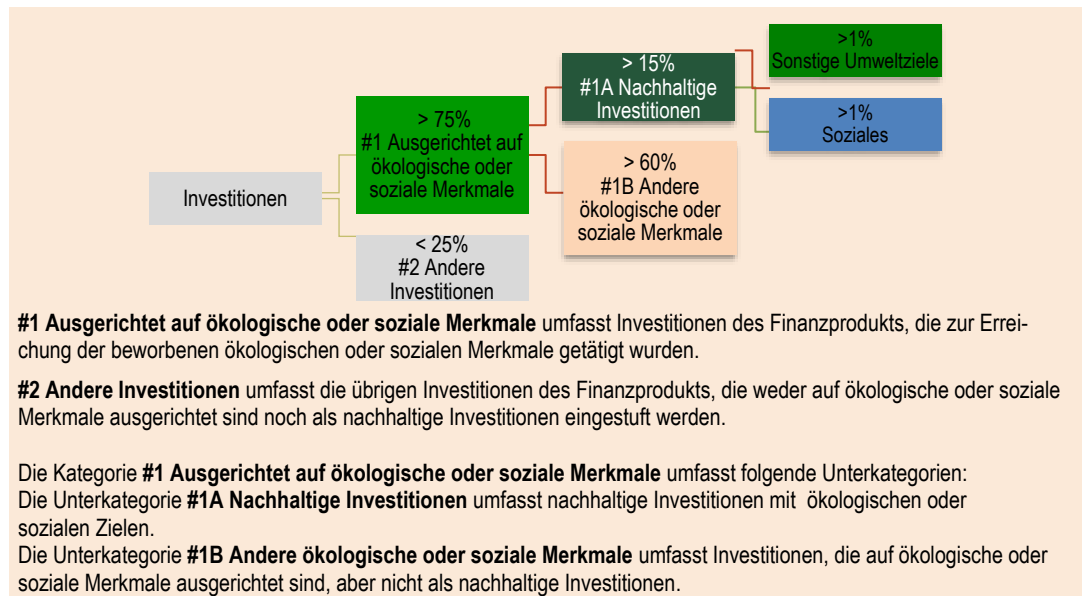 >1%
Sonstige Umweltziele
> 15%
#1A Nachhaltige
Investitionen
> 75%
#1 Ausgerichtet auf
ökologische oder
soziale Merkmale
>1%
Soziales
> 60%
#1B Andere
ökologische oder
soziale Merkmale
Investitionen
< 25%
#2 Andere
Investitionen
#1 Ausgerichtet auf ökologische oder soziale Merkmale umfasst Investitionen des Finanzprodukts, die zur Errei-
chung der beworbenen ökologischen oder sozialen Merkmale getätigt wurden.
#2 Andere Investitionen umfasst die übrigen Investitionen des Finanzprodukts, die weder auf ökologische oder soziale
Merkmale ausgerichtet sind noch als nachhaltige Investitionen eingestuft werden.
Die Kategorie #1 Ausgerichtet auf ökologische oder soziale Merkmale umfasst folgende Unterkategorien:
Die Unterkategorie #1A Nachhaltige Investitionen umfasst nachhaltige Investitionen mit ökologischen oder
sozialen Zielen.
Die Unterkategorie #1B Andere ökologische oder soziale Merkmale umfasst Investitionen, die auf ökologische oder
soziale Merkmale ausgerichtet sind, aber nicht als nachhaltige Investitionen.